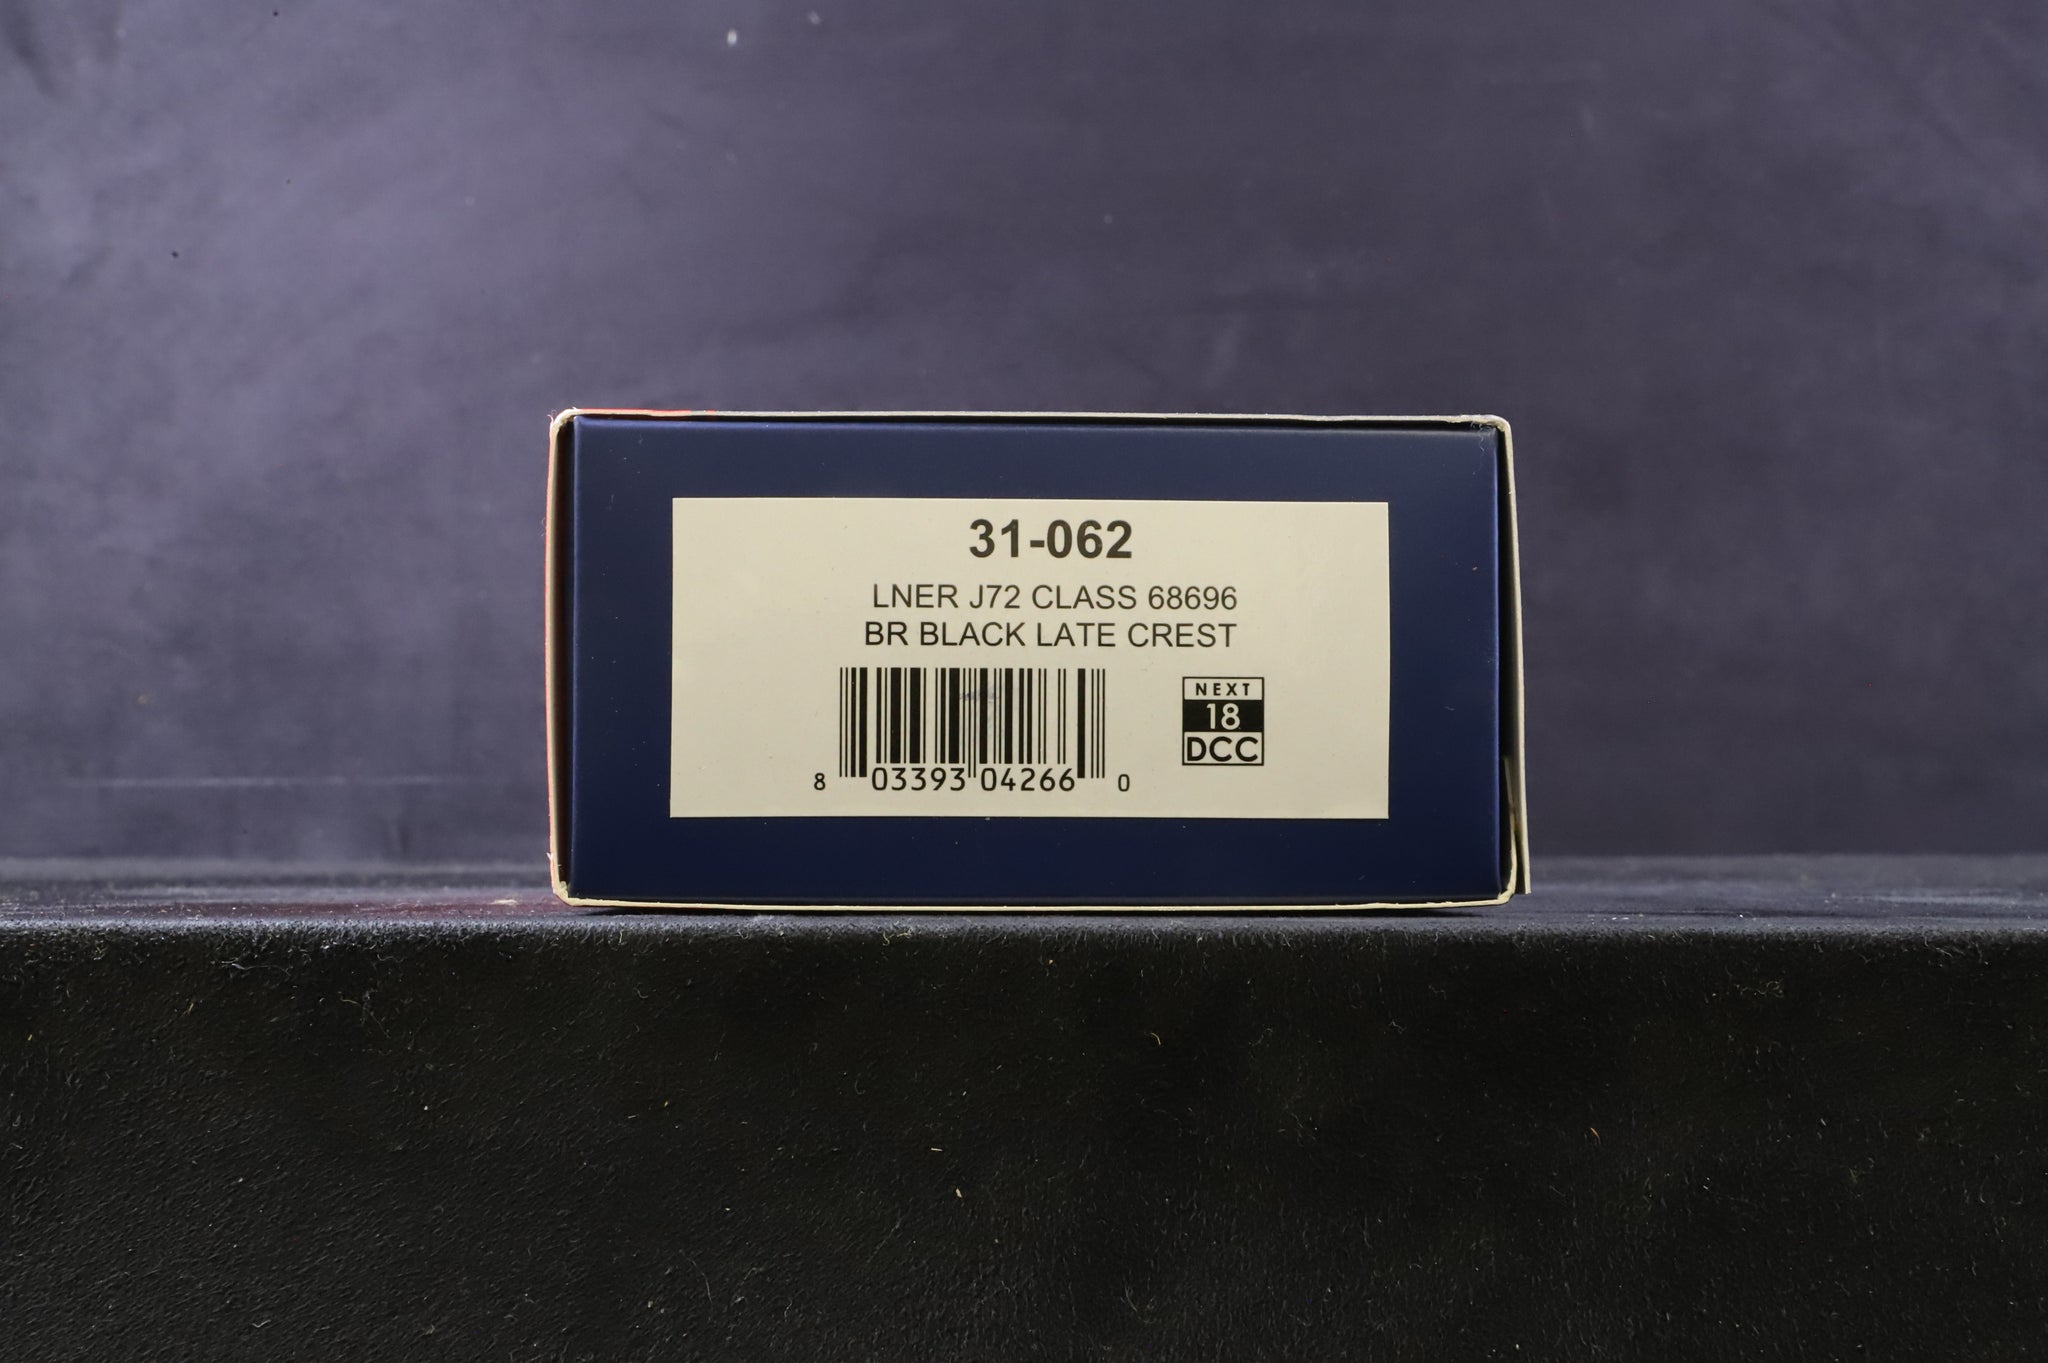 31-062
LNER J72 CLASS 68696
BR BLACK LATE CREST
NEXT
18
DCC
8 03393 04266 0